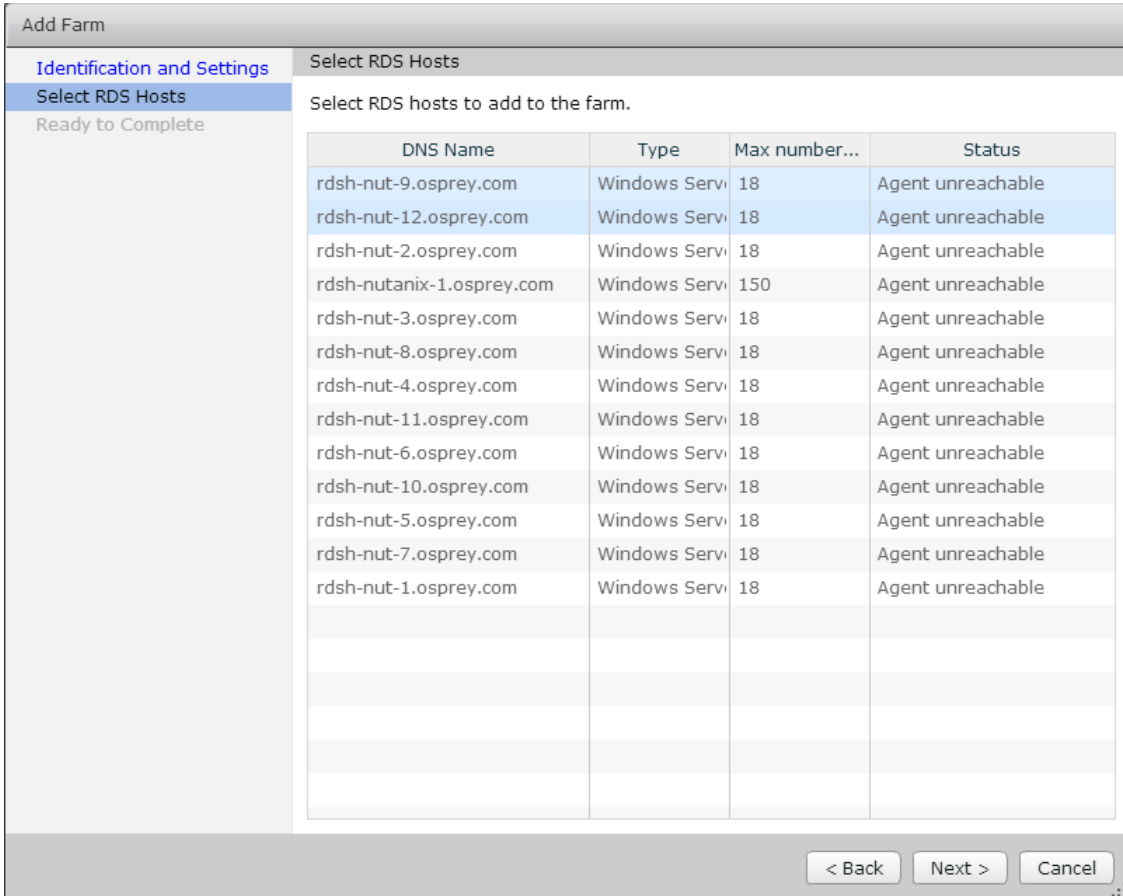 Add Farm
Identification and Settings
Select RDS Hosts
Ready to Complete
Select RDS Hosts
Select RDS hosts to add to the farm.
DNS Name Type Max number... Status
rdsh-nut-9.osprey.com Windows Serv 18 Agent unreachable
rdsh-nut-12.osprey.com Windows Serv 18 Agent unreachable
rdsh-nut-2.osprey.com Windows Serv 18 Agent unreachable
rdsh-nutanix-1.osprey.com Windows Serv 150 Agent unreachable
rdsh-nut-3.osprey.com Windows Serv 18 Agent unreachable
rdsh-nut-8.osprey.com Windows Serv 18 Agent unreachable
rdsh-nut-4.osprey.com Windows Serv 18 Agent unreachable
rdsh-nut-11.osprey.com Windows Serv 18 Agent unreachable
rdsh-nut-6.osprey.com Windows Serv 18 Agent unreachable
rdsh-nut-10.osprey.com Windows Serv 18 Agent unreachable
rdsh-nut-5.osprey.com Windows Serv 18 Agent unreachable
rdsh-nut-7.osprey.com Windows Serv 18 Agent unreachable
rdsh-nut-1.osprey.com Windows Serv 18 Agent unreachable
< Back Next > Cancel